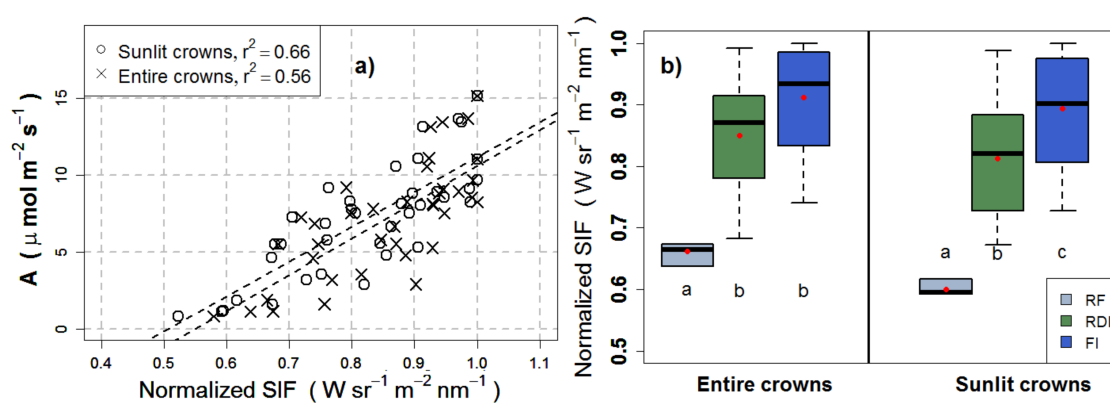 ○ Sunlit crowns, r² = 0.66
× Entire crowns, r² = 0.56
a)
A ( μ mol m⁻² s⁻¹)
15
10
5
0
0.4 0.5 0.6 0.7 0.8 0.9 1.0 1.1
Normalized SIF ( W sr⁻¹ m⁻² nm⁻¹)
b)
Normalized SIF ( W sr⁻¹ m⁻² nm⁻¹)
1.0
0.9
0.8
0.7
0.6
0.5
a b b
a b c
RF
RDI
FI
Entire crowns Sunlit crowns